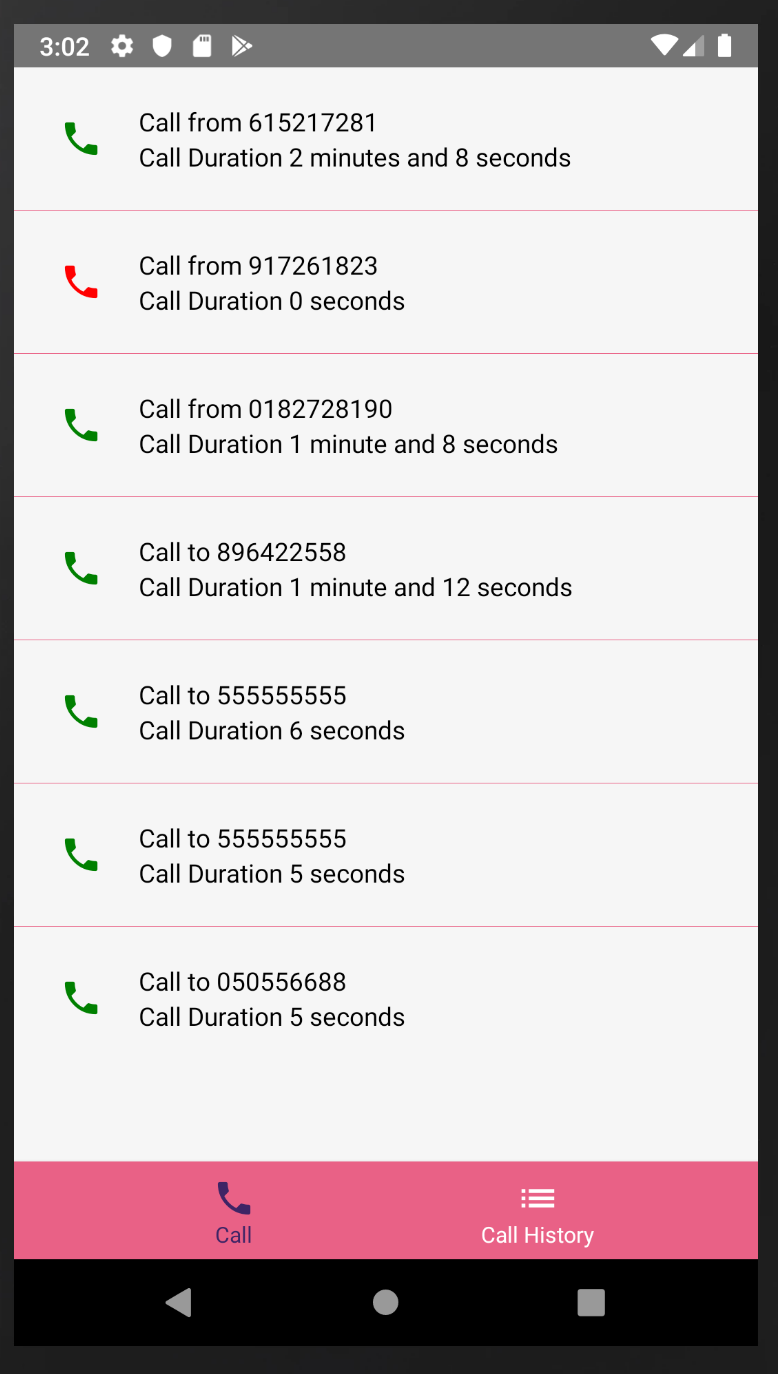 3:02
Call from 615217281
Call Duration 2 minutes and 8 seconds
Call from 917261823
Call Duration 0 seconds
Call from 0182728190
Call Duration 1 minute and 8 seconds
Call to 896422558
Call Duration 1 minute and 12 seconds
Call to 555555555
Call Duration 6 seconds
Call to 555555555
Call Duration 5 seconds
Call to 050556688
Call Duration 5 seconds
Call
Call History